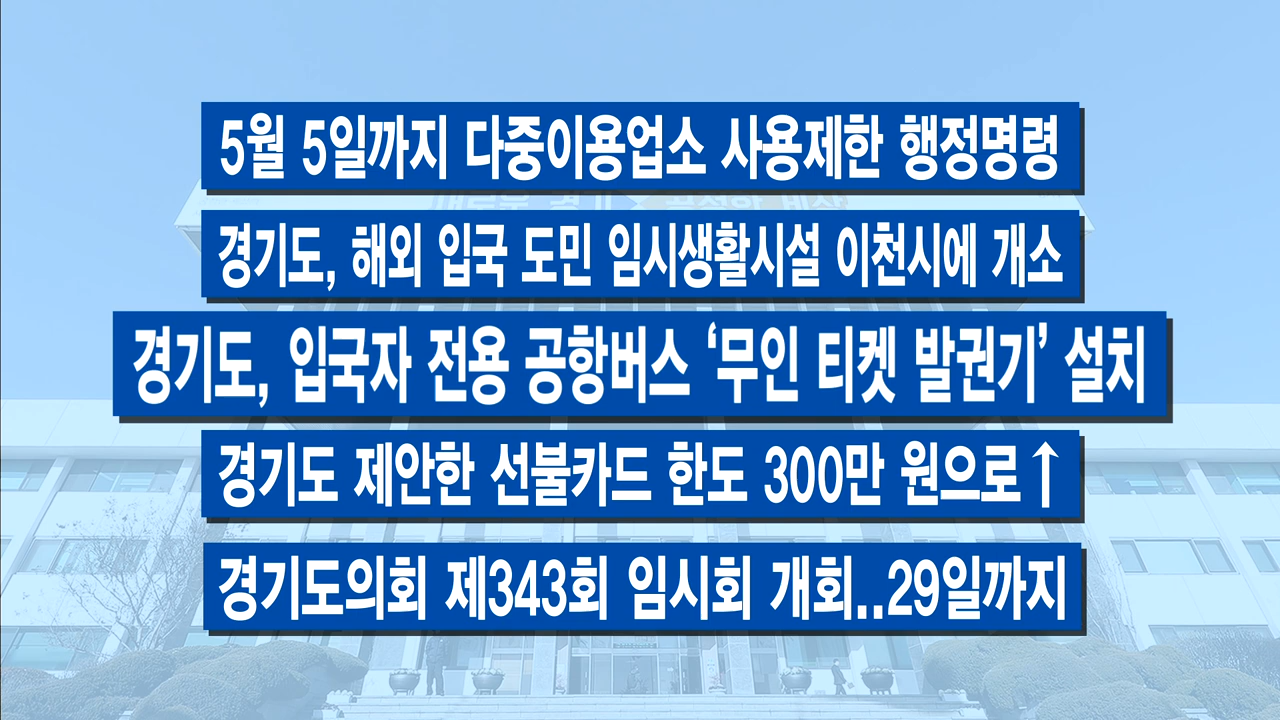 5월 5일까지 다중이용업소 사용제한 행정명령
경기도, 해외 입국 도민 임시생활시설 이천시에 개소
경기도, 입국자 전용 공항버스 ‘무인 티켓 발권기’ 설치
경기도 제안한 선불카드 한도 300만 원으로↑
경기도의회 제343회 임시회 개회..29일까지